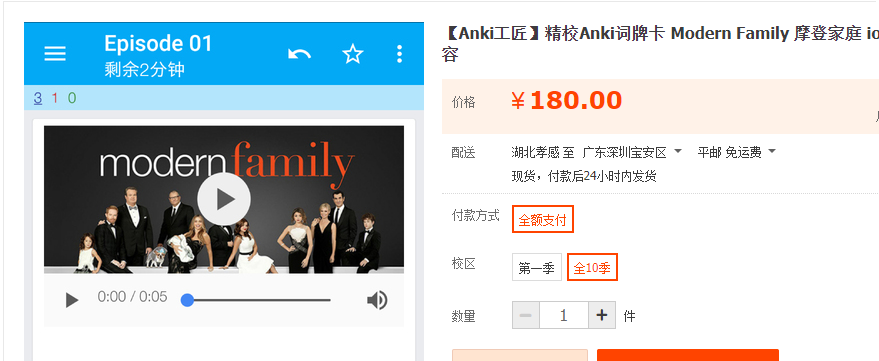 Episode 01
剩余2分钟
3 1 0
modern family
0:00 / 0:05
【Anki工匠】精校Anki词牌卡 Modern Family 摩登家庭 io
容
价格
¥ 180.00
配送
湖北孝感 至 广东深圳宝安区 平邮 免运费
现货，付款后24小时内发货
付款方式
全额支付
校区
第一季 全10季
数量
1 件